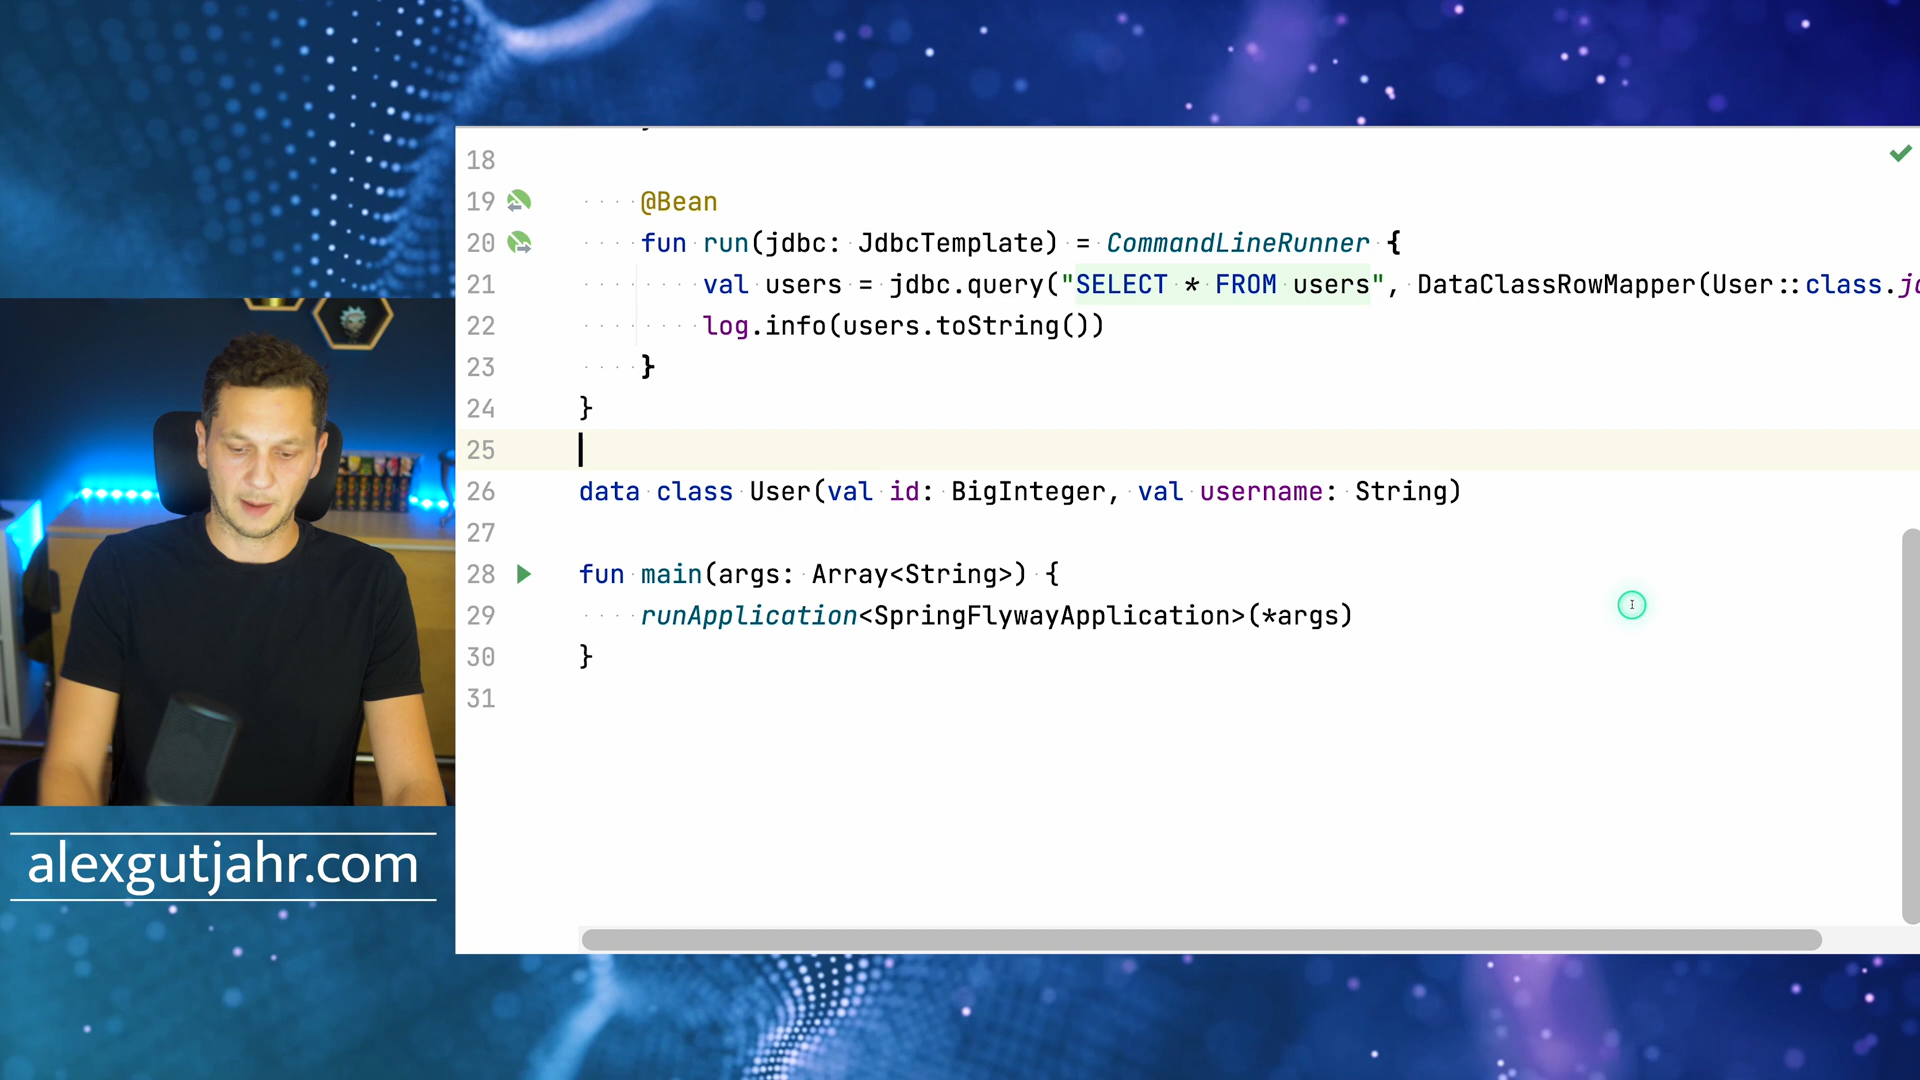 18
19 @Bean
20 fun run(jdbc: JdbcTemplate) = CommandLineRunner {
21 val users = jdbc.query("SELECT * FROM users", DataClassRowMapper(User::class.
22 log.info(users.toString())
23 }
24 }
25
26 data class User(val id: BigInteger, val username: String)
27
28 fun main(args: Array<String>) {
29 runApplication<SpringFlywayApplication>(*args)
30 }
31
alexgutjahr.com